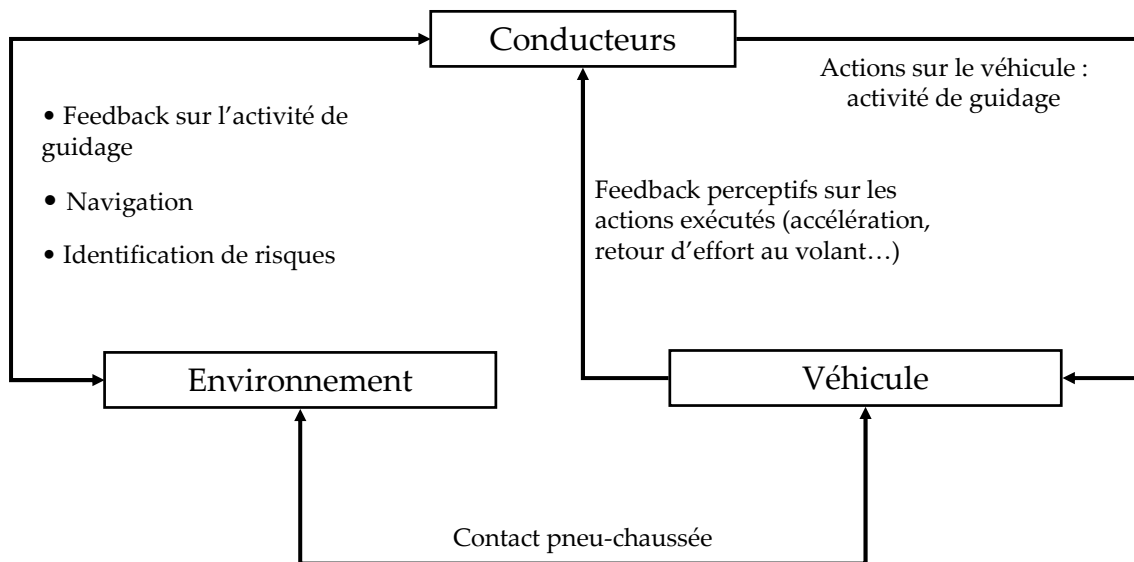 Conducteurs
Actions sur le véhicule :
activité de guidage
• Feedback sur l’activité de
guidage
• Navigation
• Identification de risques
Feedback perceptifs sur les
actions exécutés (accélération,
retour d’effort au volant…)
Environnement
Véhicule
Contact pneu-chaussée